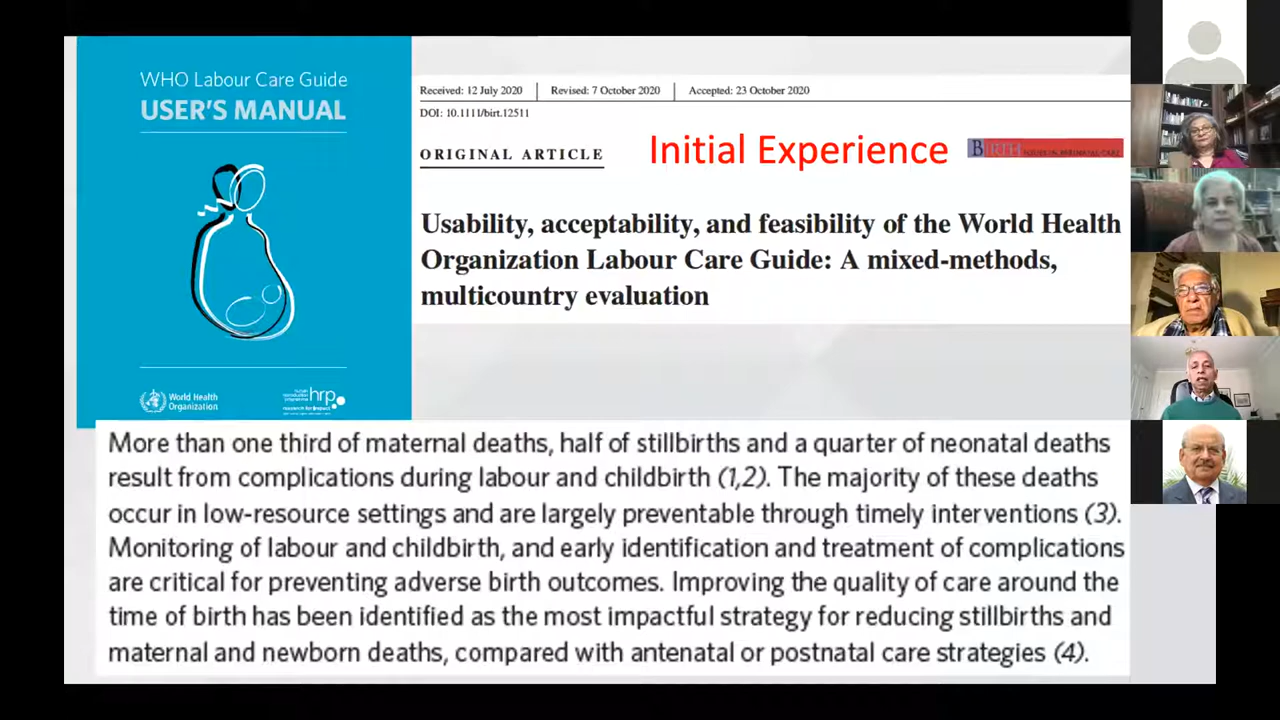 WHO Labour Care Guide
USER'S MANUAL
World Health
Organization
hrp
research for impact
Received: 12 July 2020 | Revised: 7 October 2020 | Accepted: 23 October 2020
DOI: 10.1111/birt.12511
ORIGINAL ARTICLE
Initial Experience
BIRTH
Usability, acceptability, and feasibility of the World Health
Organization Labour Care Guide: A mixed-methods,
multicountry evaluation
More than one third of maternal deaths, half of stillbirths and a quarter of neonatal deaths
result from complications during labour and childbirth (1,2). The majority of these deaths
occur in low-resource settings and are largely preventable through timely interventions (3).
Monitoring of labour and childbirth, and early identification and treatment of complications
are critical for preventing adverse birth outcomes. Improving the quality of care around the
time of birth has been identified as the most impactful strategy for reducing stillbirths and
maternal and newborn deaths, compared with antenatal or postnatal care strategies (4).